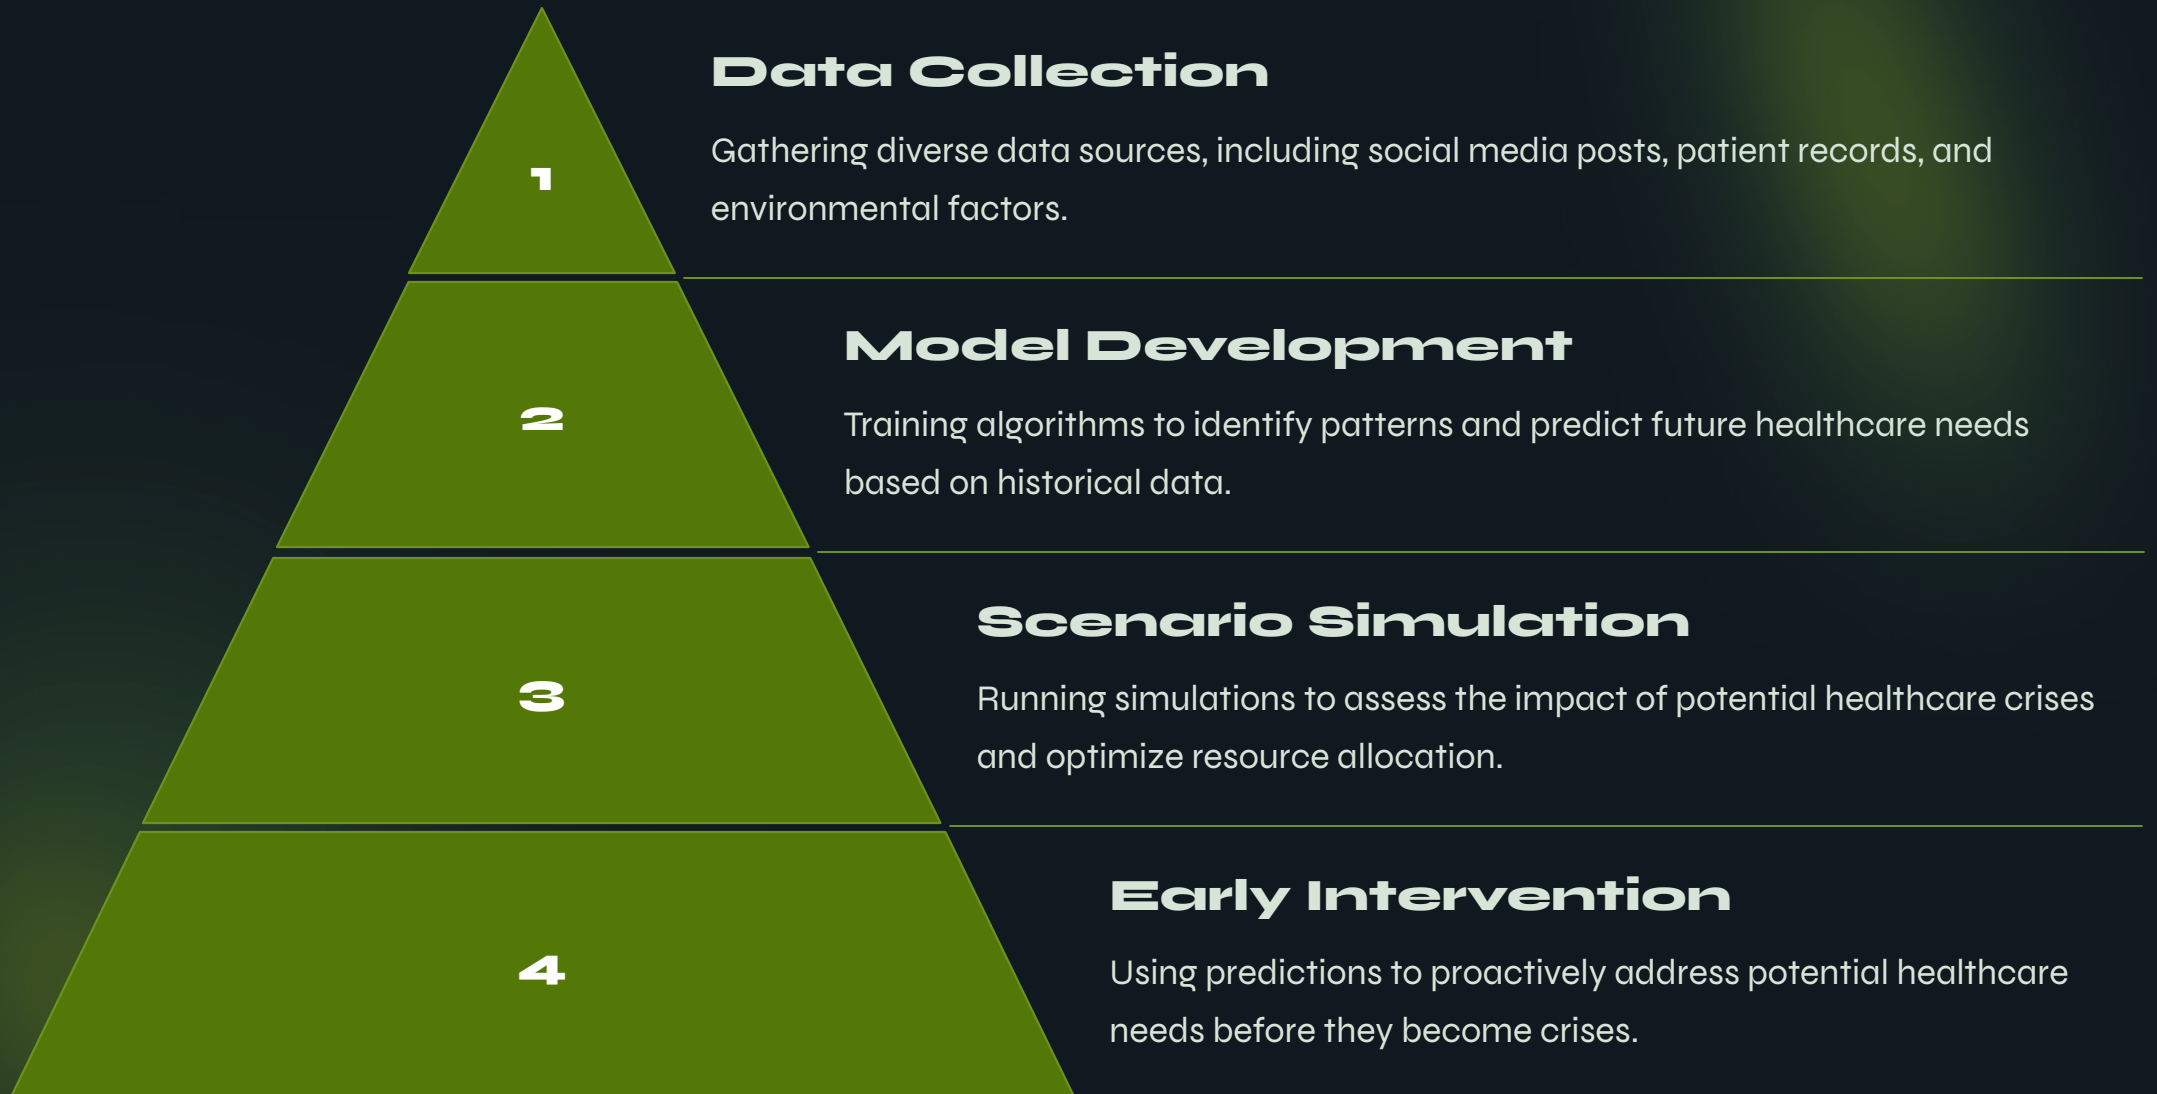 1
Data Collection
Gathering diverse data sources, including social media posts, patient records, and
environmental factors.
2
Model Development
Training algorithms to identify patterns and predict future healthcare needs
based on historical data.
3
Scenario Simulation
Running simulations to assess the impact of potential healthcare crises
and optimize resource allocation.
4
Early Intervention
Using predictions to proactively address potential healthcare
needs before they become crises.